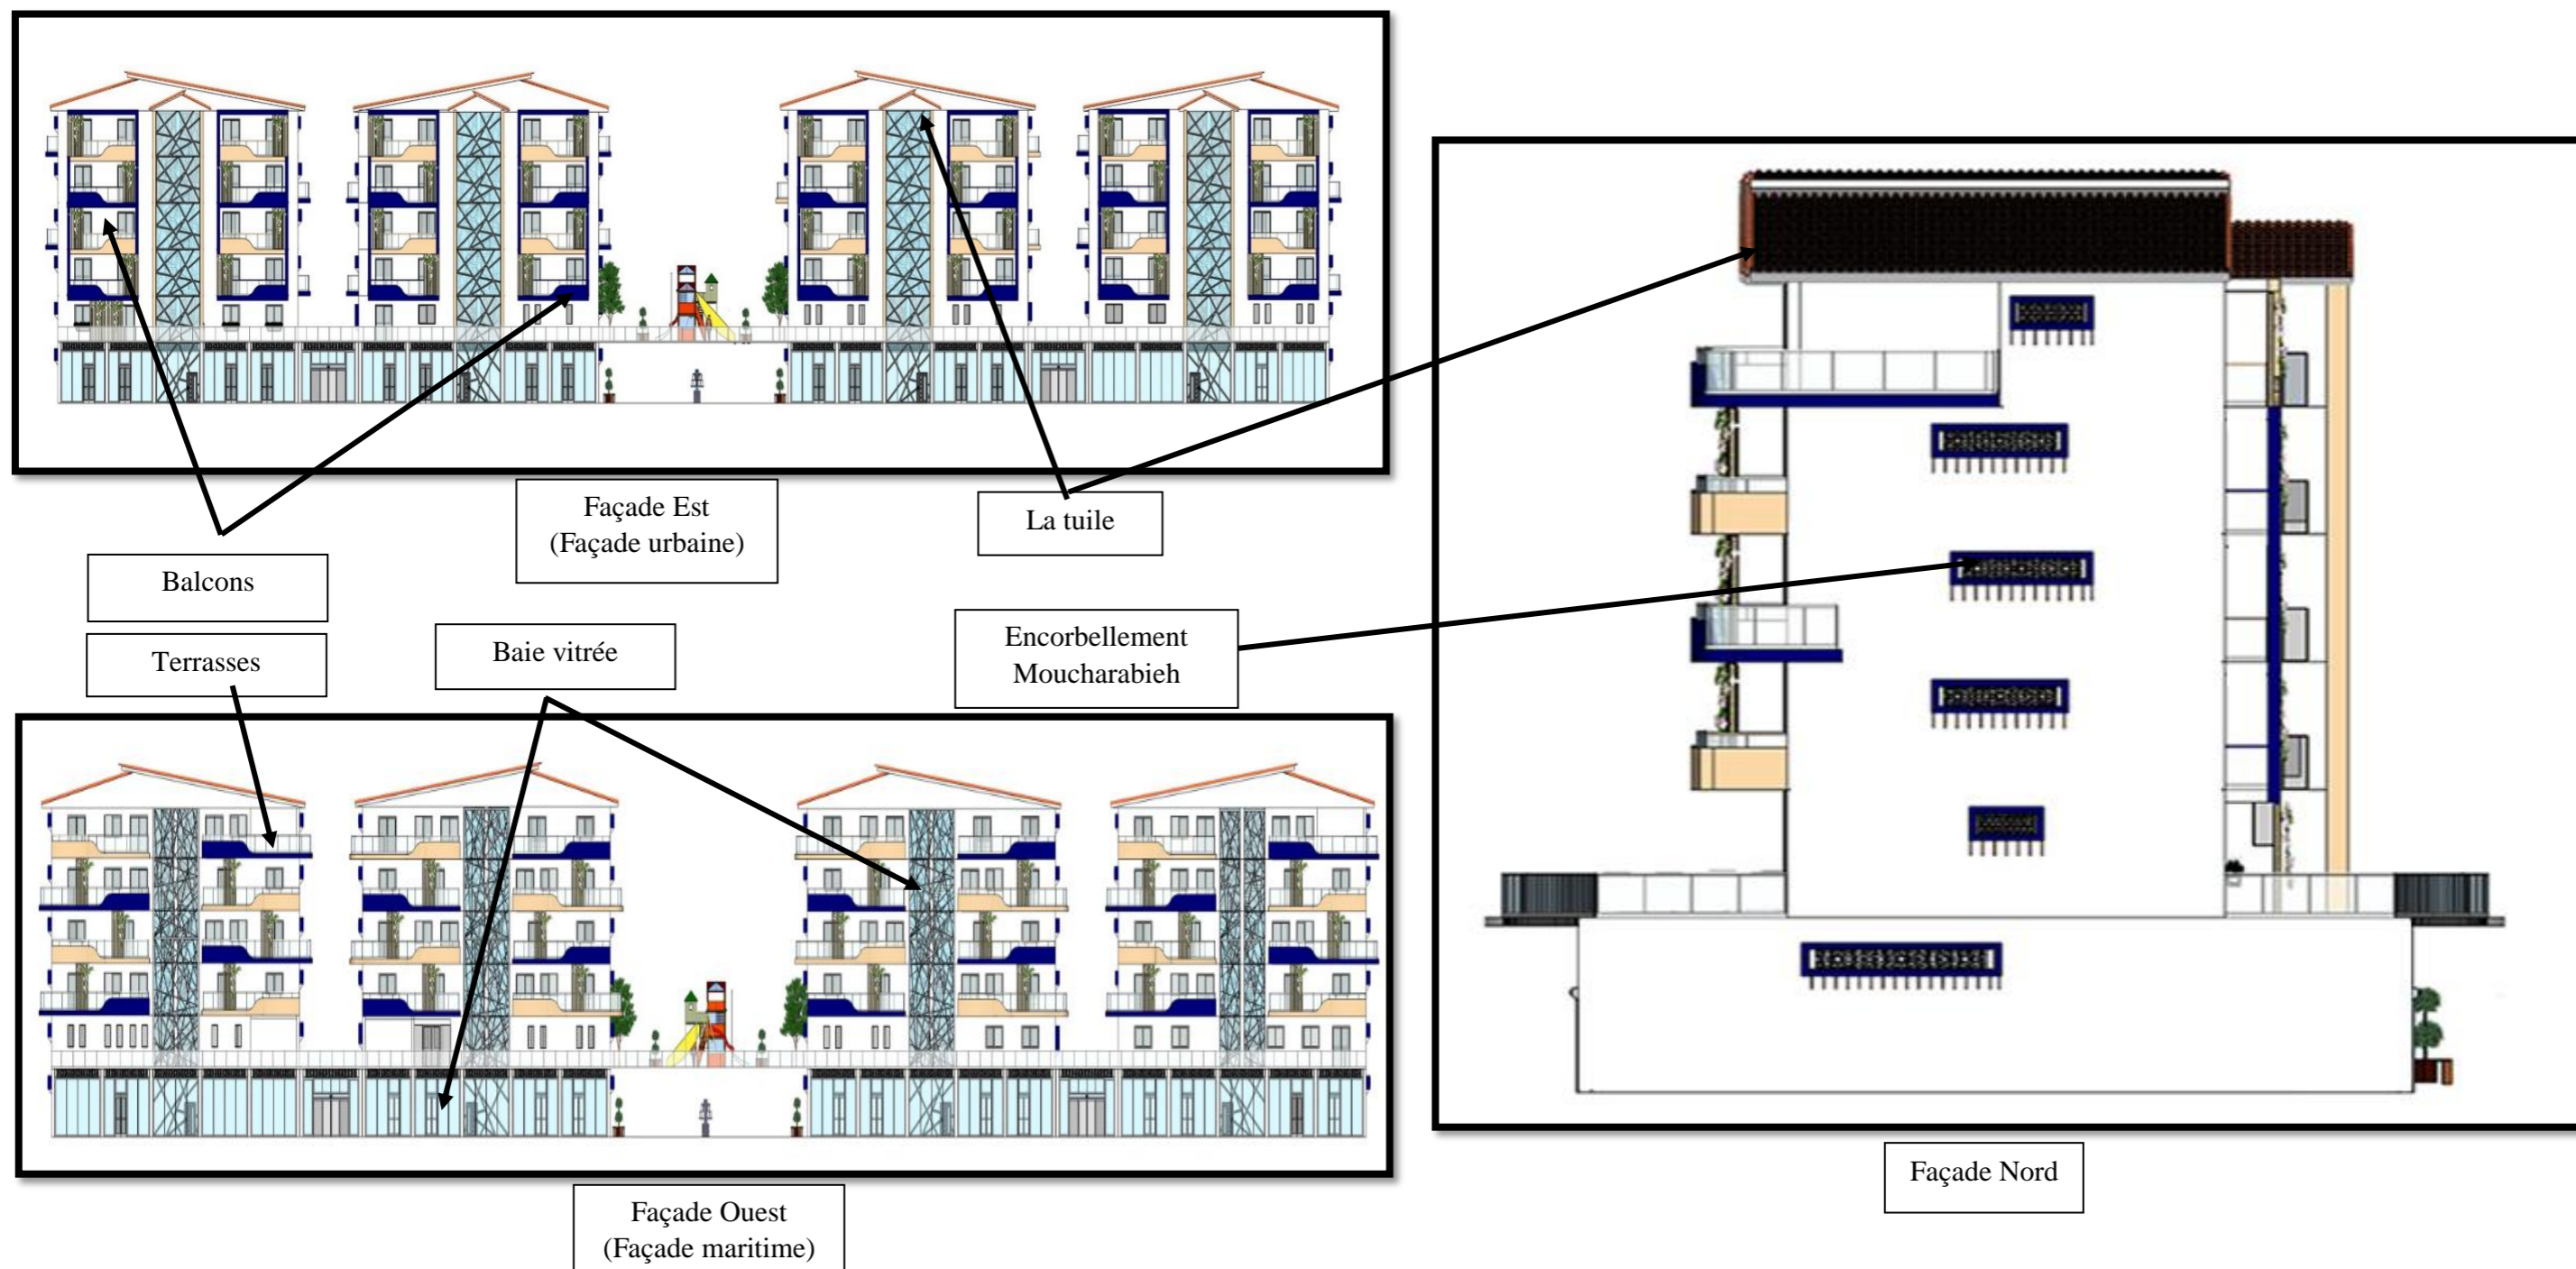 Façade Est
(Façade urbaine)
La tuile
Balcons
Terrasses
Baie vitrée
Encorbellement
Moucharabieh
Façade Ouest
(Façade maritime)
Façade Nord